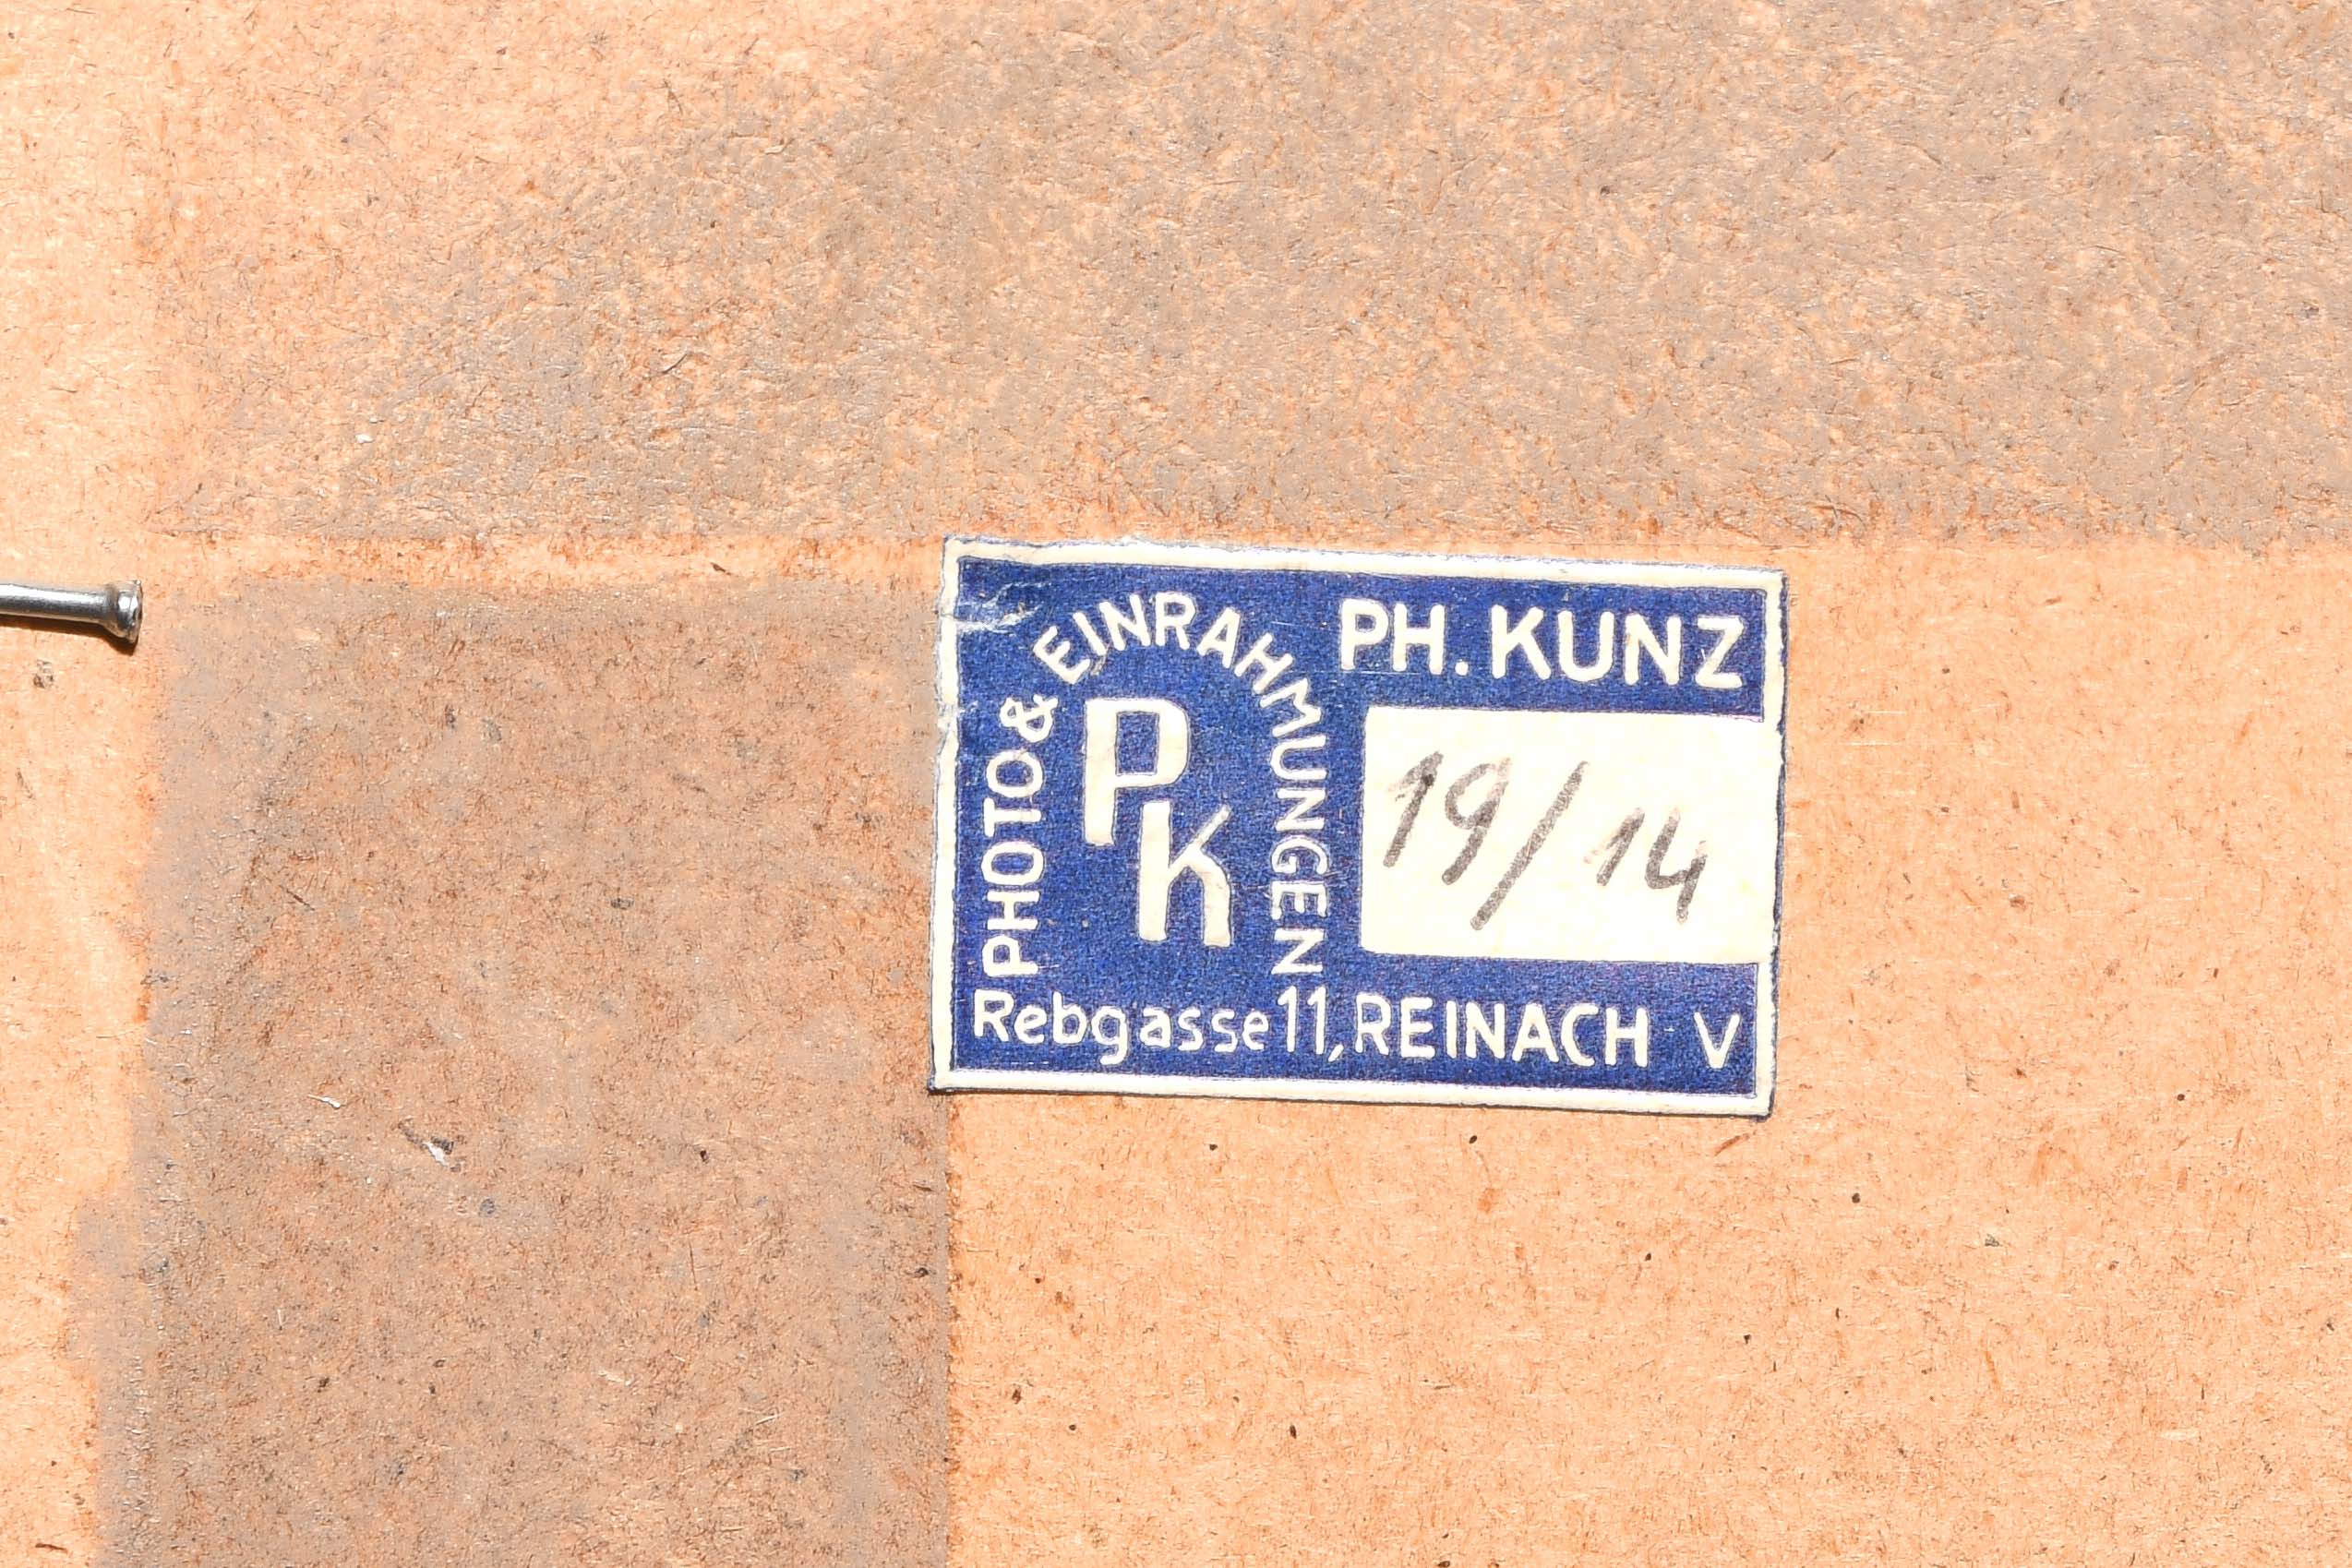 PHOTO & EINRAHMUNGEN
PK
PH. KUNZ
19/14
Rebgasse 11, REINACH V